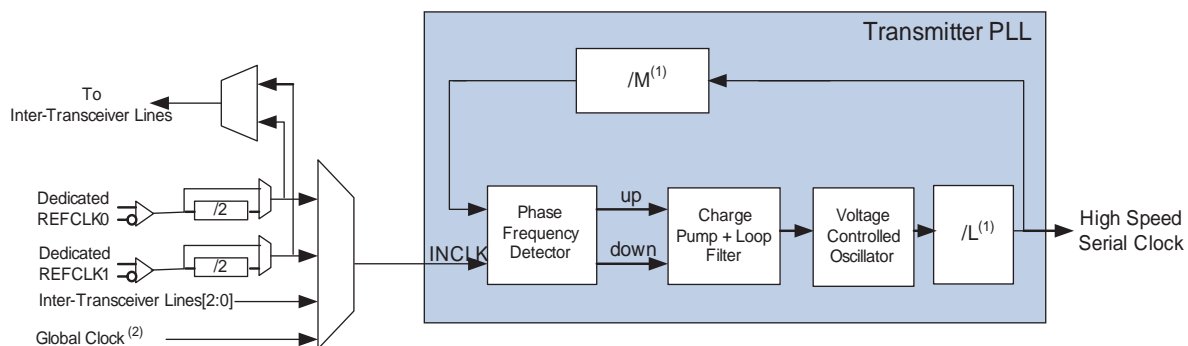 Transmitter PLL
/M(1)
To
Inter-Transceiver Lines
Dedicated
REFCLK0
/2
Dedicated
REFCLK1
/2
Inter-Transceiver Lines[2:0]
Global Clock (2)
INCLK
Phase
Frequency
Detector
up
down
Charge
Pump + Loop
Filter
Voltage
Controlled
Oscillator
/L(1)
High Speed
Serial Clock